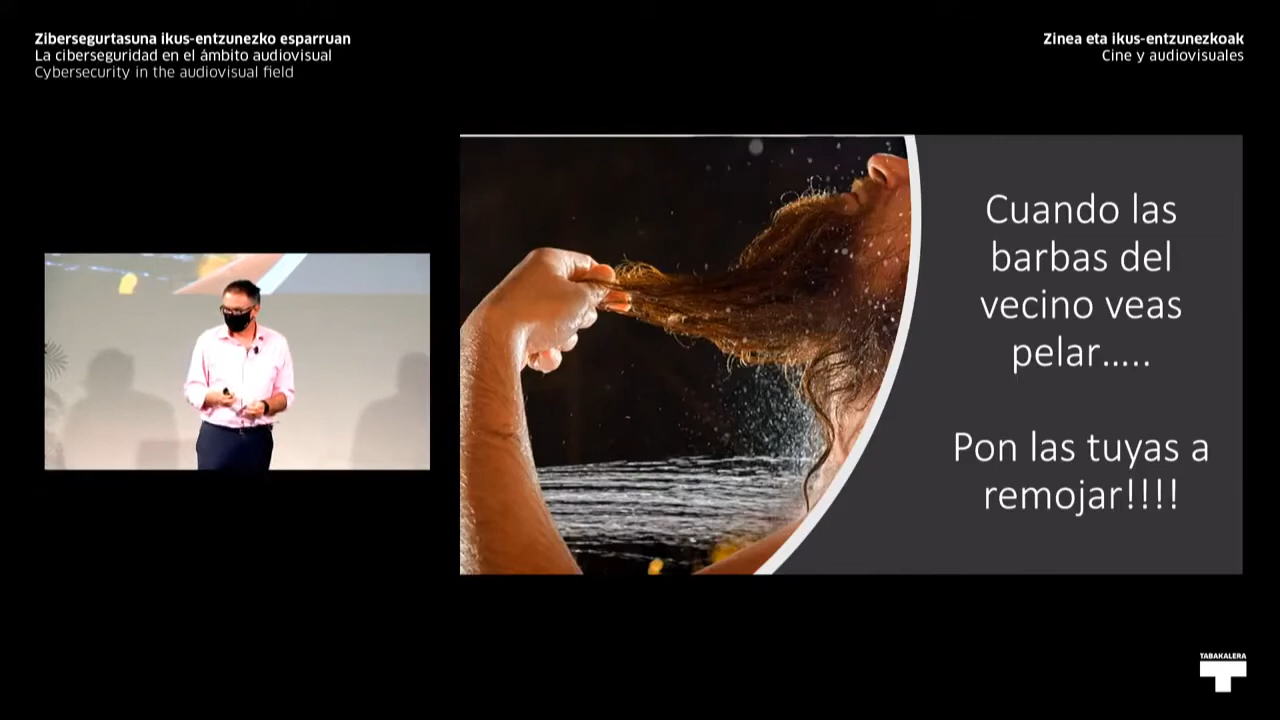 Zibersegurtasuna ikus-entzunezko esparruan
La ciberseguridad en el ámbito audiovisual
Cybersecurity in the audiovisual field
Zinea eta ikus-entzunezkoak
Cine y audiovisuales
Cuando las
barbas del
vecino veas
pelar.....
Pon las tuyas a
remojar!!!!
TABAKALERA